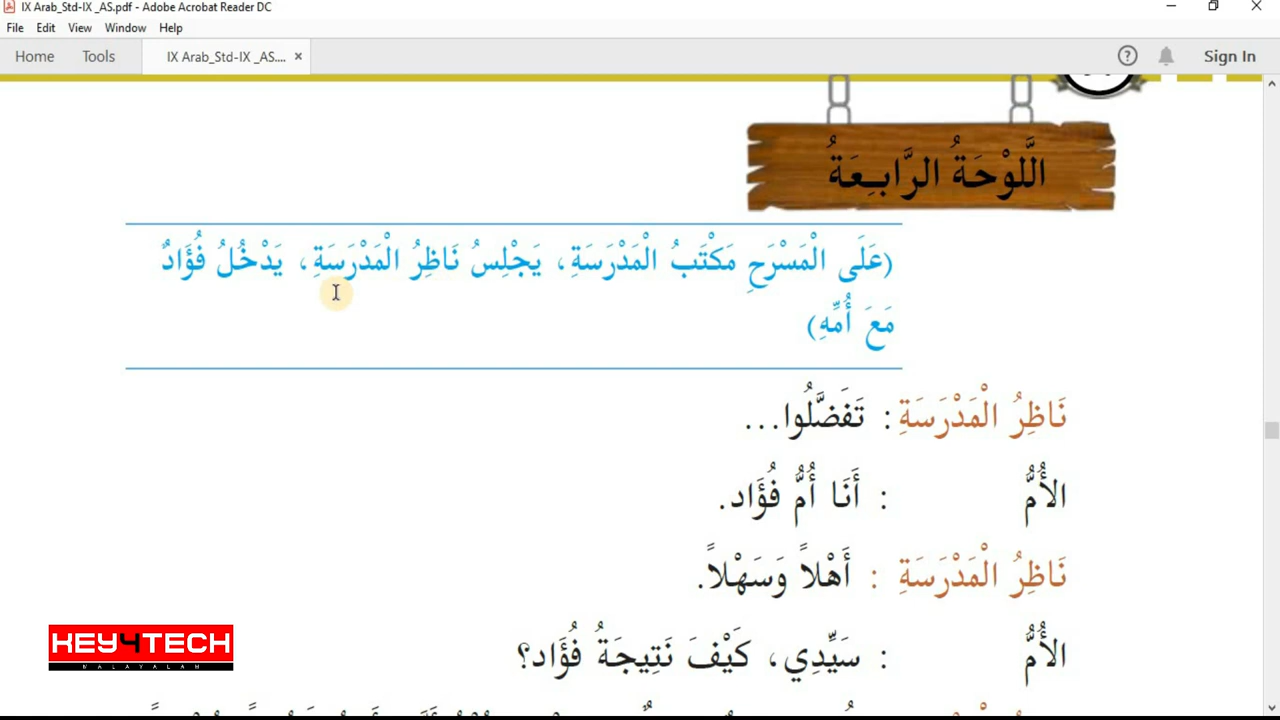 IX Arab_Std-IX _AS.pdf - Adobe Acrobat Reader DC
File Edit View Window Help
Home Tools IX Arab_Std-IX _AS.... × ? Sign In
اللَّوْحَةُ الرَّابِعَةُ
(عَلَى الْمَسْرَحِ مَكْتَبُ الْمَدْرَسَةِ، يَجْلِسُ نَاظِرُ الْمَدْرَسَةِ، يَدْخُلُ فُؤَادٌ
مَعَ أُمِّهِ)
نَاظِرُ الْمَدْرَسَةِ : تَفَضَّلُوا...
الأُمُّ : أَنَا أُمُّ فُؤَاد.
نَاظِرُ الْمَدْرَسَةِ : أَهْلاً وَسَهْلاً.
الأُمُّ : سَيِّدِي، كَيْفَ نَتِيجَةُ فُؤَاد؟
KEY4TECH
MALAYALAM